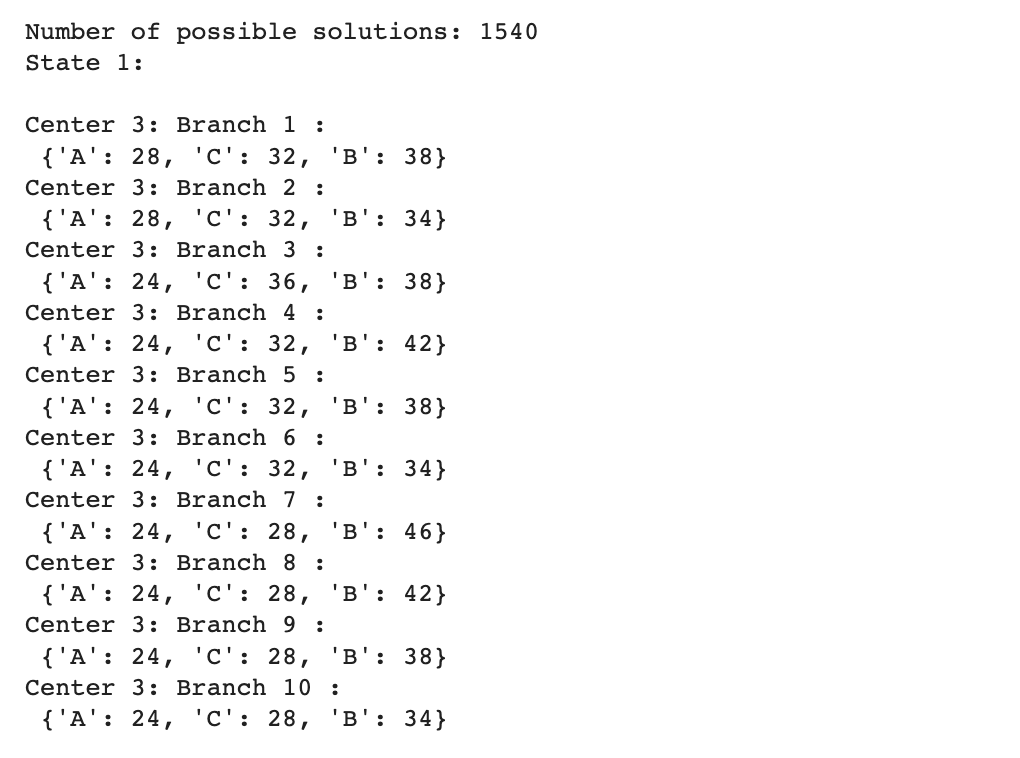 Number of possible solutions: 1540
State 1:

Center 3: Branch 1 :
 {'A': 28, 'C': 32, 'B': 38}
Center 3: Branch 2 :
 {'A': 28, 'C': 32, 'B': 34}
Center 3: Branch 3 :
 {'A': 24, 'C': 36, 'B': 38}
Center 3: Branch 4 :
 {'A': 24, 'C': 32, 'B': 42}
Center 3: Branch 5 :
 {'A': 24, 'C': 32, 'B': 38}
Center 3: Branch 6 :
 {'A': 24, 'C': 32, 'B': 34}
Center 3: Branch 7 :
 {'A': 24, 'C': 28, 'B': 46}
Center 3: Branch 8 :
 {'A': 24, 'C': 28, 'B': 42}
Center 3: Branch 9 :
 {'A': 24, 'C': 28, 'B': 38}
Center 3: Branch 10 :
 {'A': 24, 'C': 28, 'B': 34}